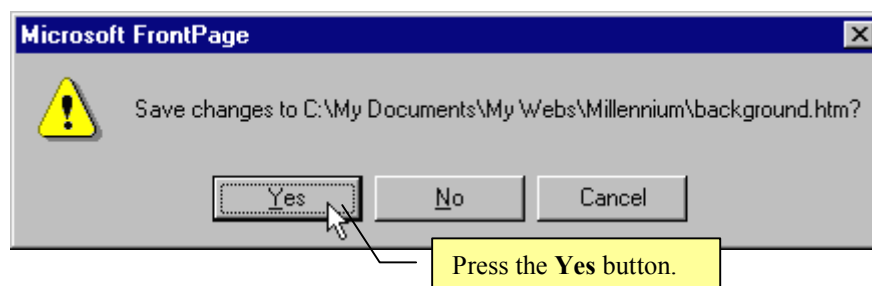 Microsoft FrontPage
Save changes to C:\My Documents\My Webs\Millennium\background.htm?
Yes No Cancel
Press the Yes button.